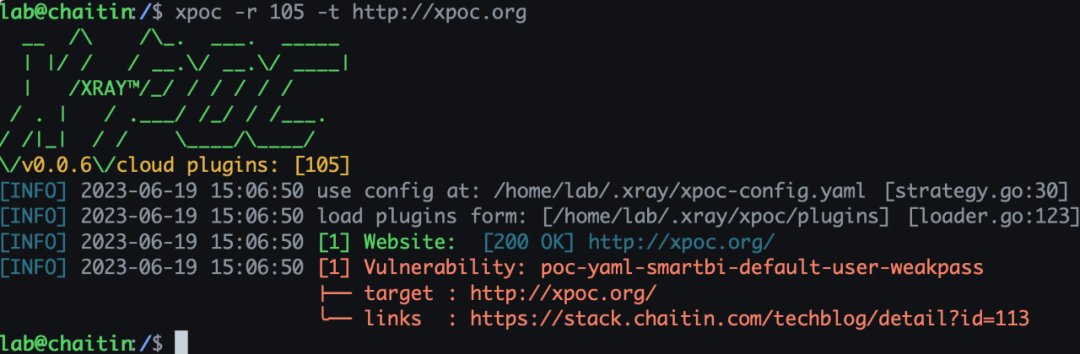 lab@chaitin:/$ xpoc -r 105 -t http://xpoc.org
/XRAY™/
\/v0.0.6\/cloud plugins: [105]
[INFO] 2023-06-19 15:06:50 use config at: /home/lab/.xray/xpoc-config.yaml [strategy.go:30]
[INFO] 2023-06-19 15:06:50 load plugins form: [/home/lab/.xray/xpoc/plugins] [loader.go:123]
[INFO] 2023-06-19 15:06:50 [1] Website:  [200 OK] http://xpoc.org/
[INFO] 2023-06-19 15:06:50 [1] Vulnerability: poc-yaml-smartbi-default-user-weakpass
├── target : http://xpoc.org/
╰── links  : https://stack.chaitin.com/techblog/detail?id=113
lab@chaitin:/$